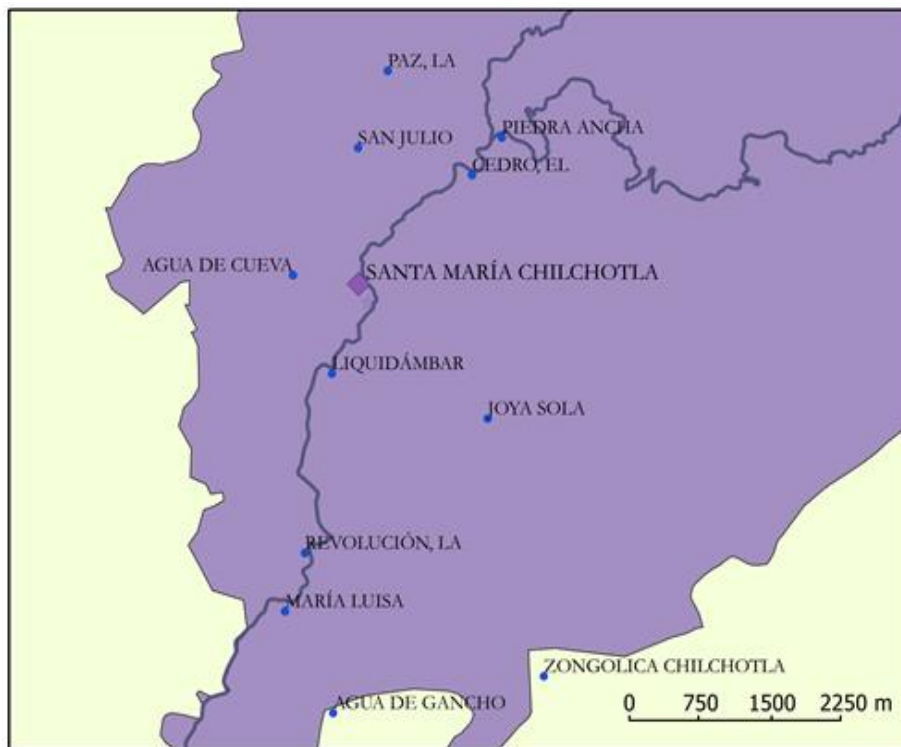 PAZ, LA
PIEDRA ANCHA
SAN JULIO
CEDRO, EL
AGUA DE CUEVA
SANTA MARÍA CHILCHOTLA
LIQUIDÁMBAR
JOYA SOLA
REVOLUCIÓN, LA
MARÍA LUISA
ZONGOLICA CHILCHOTLA
AGUA DE GANCHO
0 750 1500 2250 m